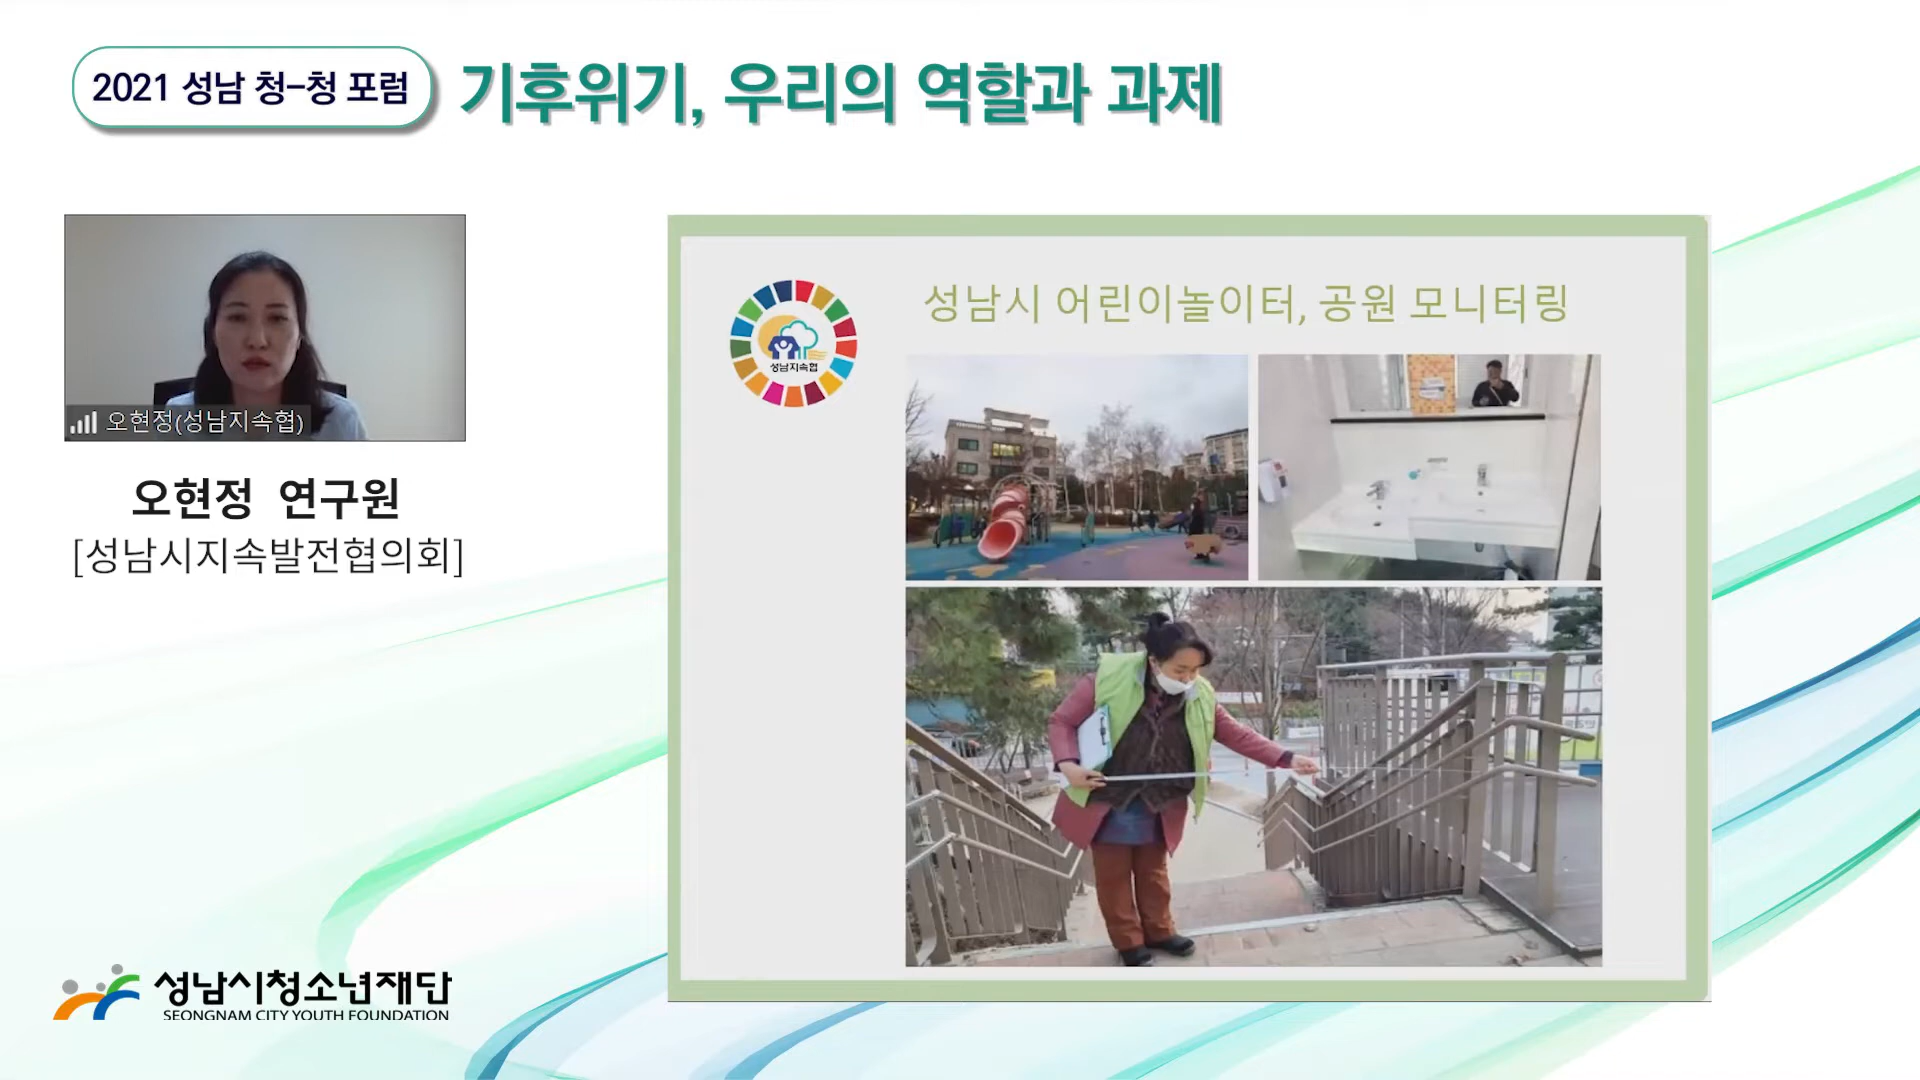 2021 성남 청-청 포럼
기후위기, 우리의 역할과 과제
오현정(성남지속협)
오현정 연구원
[성남시지속발전협의회]
성남지속협
성남시 어린이놀이터, 공원 모니터링
성남시청소년재단
SEONGNAM CITY YOUTH FOUNDATION